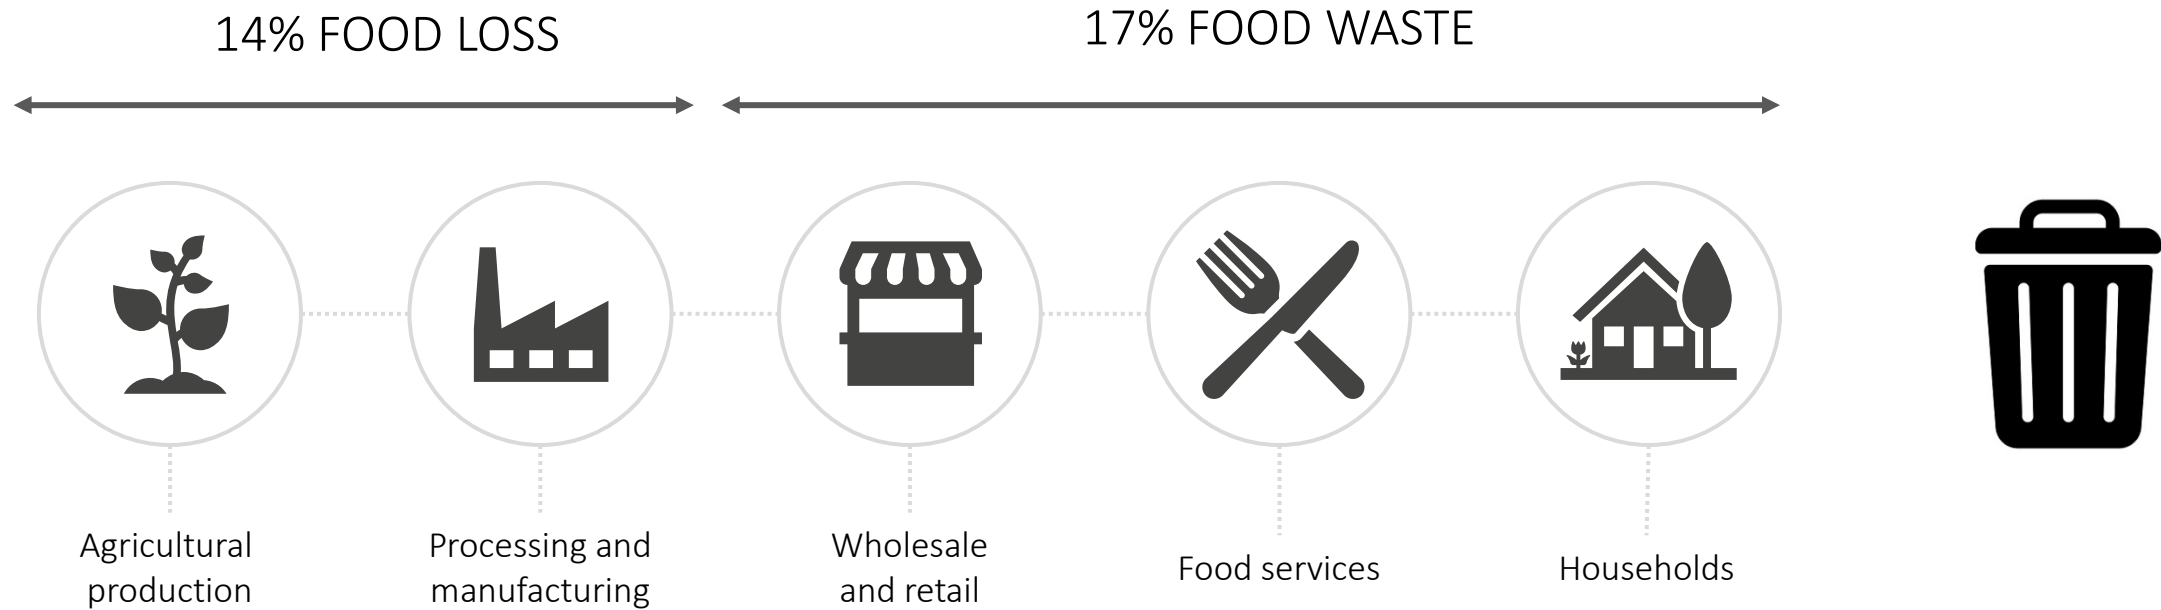 14% FOOD LOSS
17% FOOD WASTE
Agricultural
production
Processing and
manufacturing
Wholesale
and retail
Food services
Households